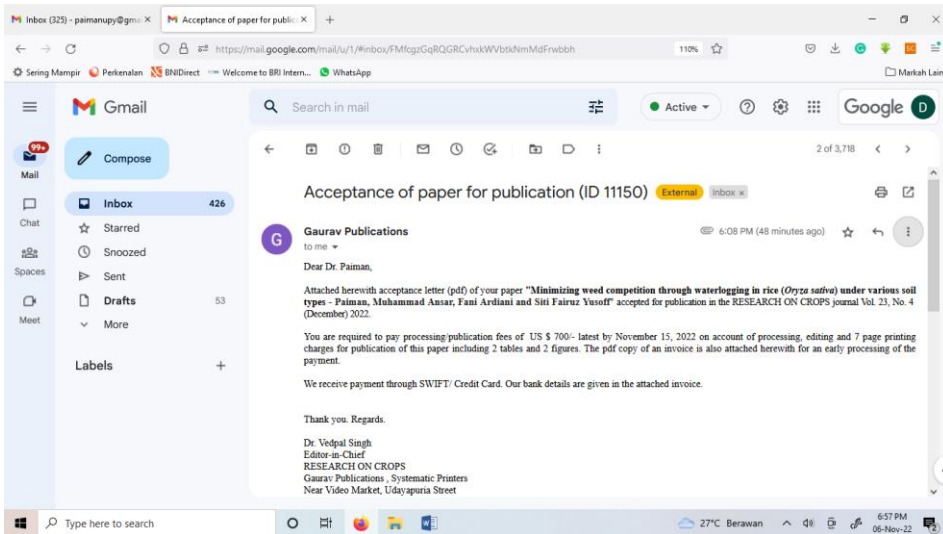 Inbox (325) - paimanupy@gmai
Acceptance of paper for public
https://mail.google.com/mail/u/1/#inbox/FMfcgzGqRQGRCvhxkWVbtkNmMdFrwbbh
110%
Sering Mampir
Perkenalan
BNIDirect
Welcome to BRI Intern...
WhatsApp
Markah Lain
Gmail
Search in mail
Active
Google
D
99+
Mail
Chat
Spaces
Meet
Compose
Inbox 426
Starred
Snoozed
Sent
Drafts 53
More
Labels +
2 of 3,718
Acceptance of paper for publication (ID 11150) External Inbox x
G
Gaurav Publications
6:08 PM (48 minutes ago)
to me
Dear Dr. Paiman,
Attached herewith acceptance letter (pdf) of your paper "Minimizing weed competition through waterlogging in rice (Oryza sativa) under various soil
types - Paiman, Muhammad Ansar, Fani Ardiani and Siti Fairuz Yusoff" accepted for publication in the RESEARCH ON CROPS journal Vol. 23, No. 4
(December) 2022.
You are required to pay processing/publication fees of US $ 700/- latest by November 15, 2022 on account of processing, editing and 7 page printing
charges for publication of this paper including 2 tables and 2 figures. The pdf copy of an invoice is also attached herewith for an early processing of the
payment.
We receive payment through SWIFT/ Credit Card. Our bank details are given in the attached invoice.
Thank you. Regards.
Dr. Vedpal Singh
Editor-in-Chief
RESEARCH ON CROPS
Gaurav Publications , Systematic Printers
Near Video Market, Udayapuria Street
Type here to search
27°C Berawan
6:57 PM
06-Nov-22
2